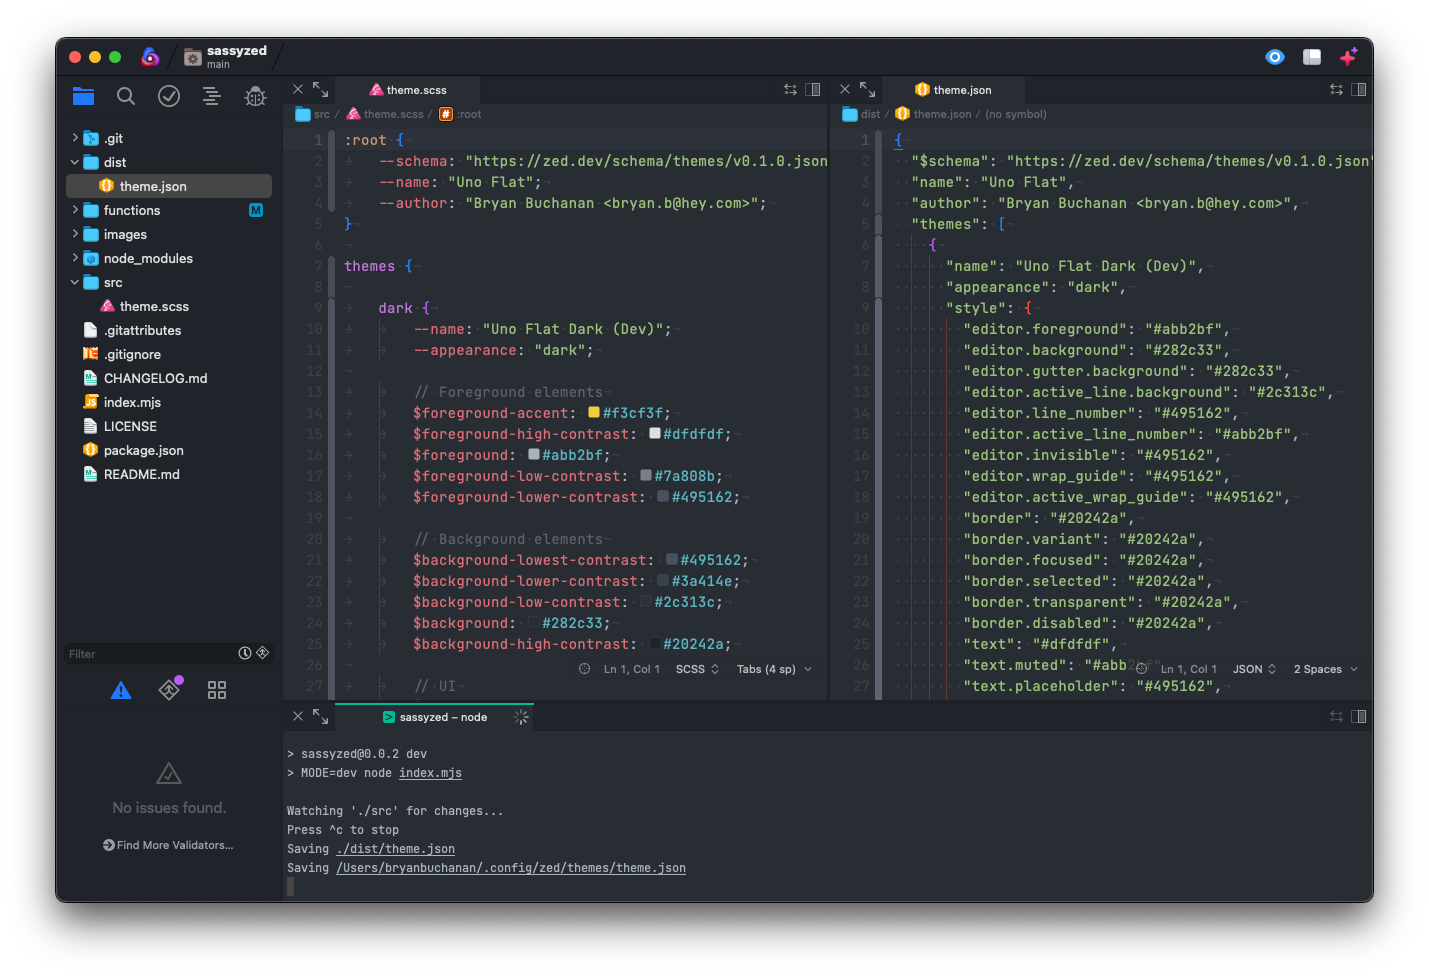 sassyzed
main
.git
dist
theme.json
functions
M
images
node_modules
src
theme.scss
.gitattributes
.gitignore
CHANGELOG.md
index.mjs
LICENSE
package.json
README.md
Filter
No issues found.
Find More Validators...
theme.scss
src / theme.scss / # :root
1 :root {
2 --schema: "https://zed.dev/schema/themes/v0.1.0.json
3 --name: "Uno Flat";
4 --author: "Bryan Buchanan <bryan.b@hey.com>";
5 }
6
7 themes {
8
9 dark {
10 --name: "Uno Flat Dark (Dev)";
11 --appearance: "dark";
12
13 // Foreground elements
14 $foreground-accent: #f3cf3f;
15 $foreground-high-contrast: #dfdfdf;
16 $foreground: #abb2bf;
17 $foreground-low-contrast: #7a808b;
18 $foreground-lower-contrast: #495162;
19
20 // Background elements
21 $background-lowest-contrast: #495162;
22 $background-lower-contrast: #3a414e;
23 $background-low-contrast: #2c313c;
24 $background: #282c33;
25 $background-high-contrast: #20242a;
26
27 // UI
Ln 1, Col 1 SCSS Tabs (4 sp)
theme.json
dist / theme.json / (no symbol)
1 {
2 "$schema": "https://zed.dev/schema/themes/v0.1.0.json"
3 "name": "Uno Flat",
4 "author": "Bryan Buchanan <bryan.b@hey.com>",
5 "themes": [
6 {
7 "name": "Uno Flat Dark (Dev)",
8 "appearance": "dark",
9 "style": {
10 "editor.foreground": "#abb2bf",
11 "editor.background": "#282c33",
12 "editor.gutter.background": "#282c33",
13 "editor.active_line.background": "#2c313c",
14 "editor.line_number": "#495162",
15 "editor.active_line_number": "#abb2bf",
16 "editor.invisible": "#495162",
17 "editor.wrap_guide": "#495162",
18 "editor.active_wrap_guide": "#495162",
19 "border": "#20242a",
20 "border.variant": "#20242a",
21 "border.focused": "#20242a",
22 "border.selected": "#20242a",
23 "border.transparent": "#20242a",
24 "border.disabled": "#20242a",
25 "text": "#dfdfdf",
26 "text.muted": "#abb2bf",
27 "text.placeholder": "#495162",
Ln 1, Col 1 JSON 2 Spaces
sassyzed – node
> sassyzed@0.0.2 dev
> MODE=dev node index.mjs
Watching './src' for changes...
Press ^c to stop
Saving ./dist/theme.json
Saving /Users/bryanbuchanan/.config/zed/themes/theme.json